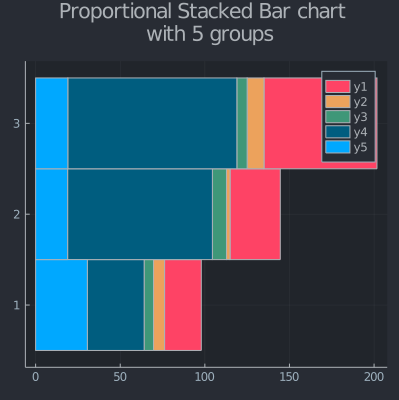 Proportional Stacked Bar chart
with 5 groups
y1
y2
y3
y4
y5
3
2
1
0
50
100
150
200